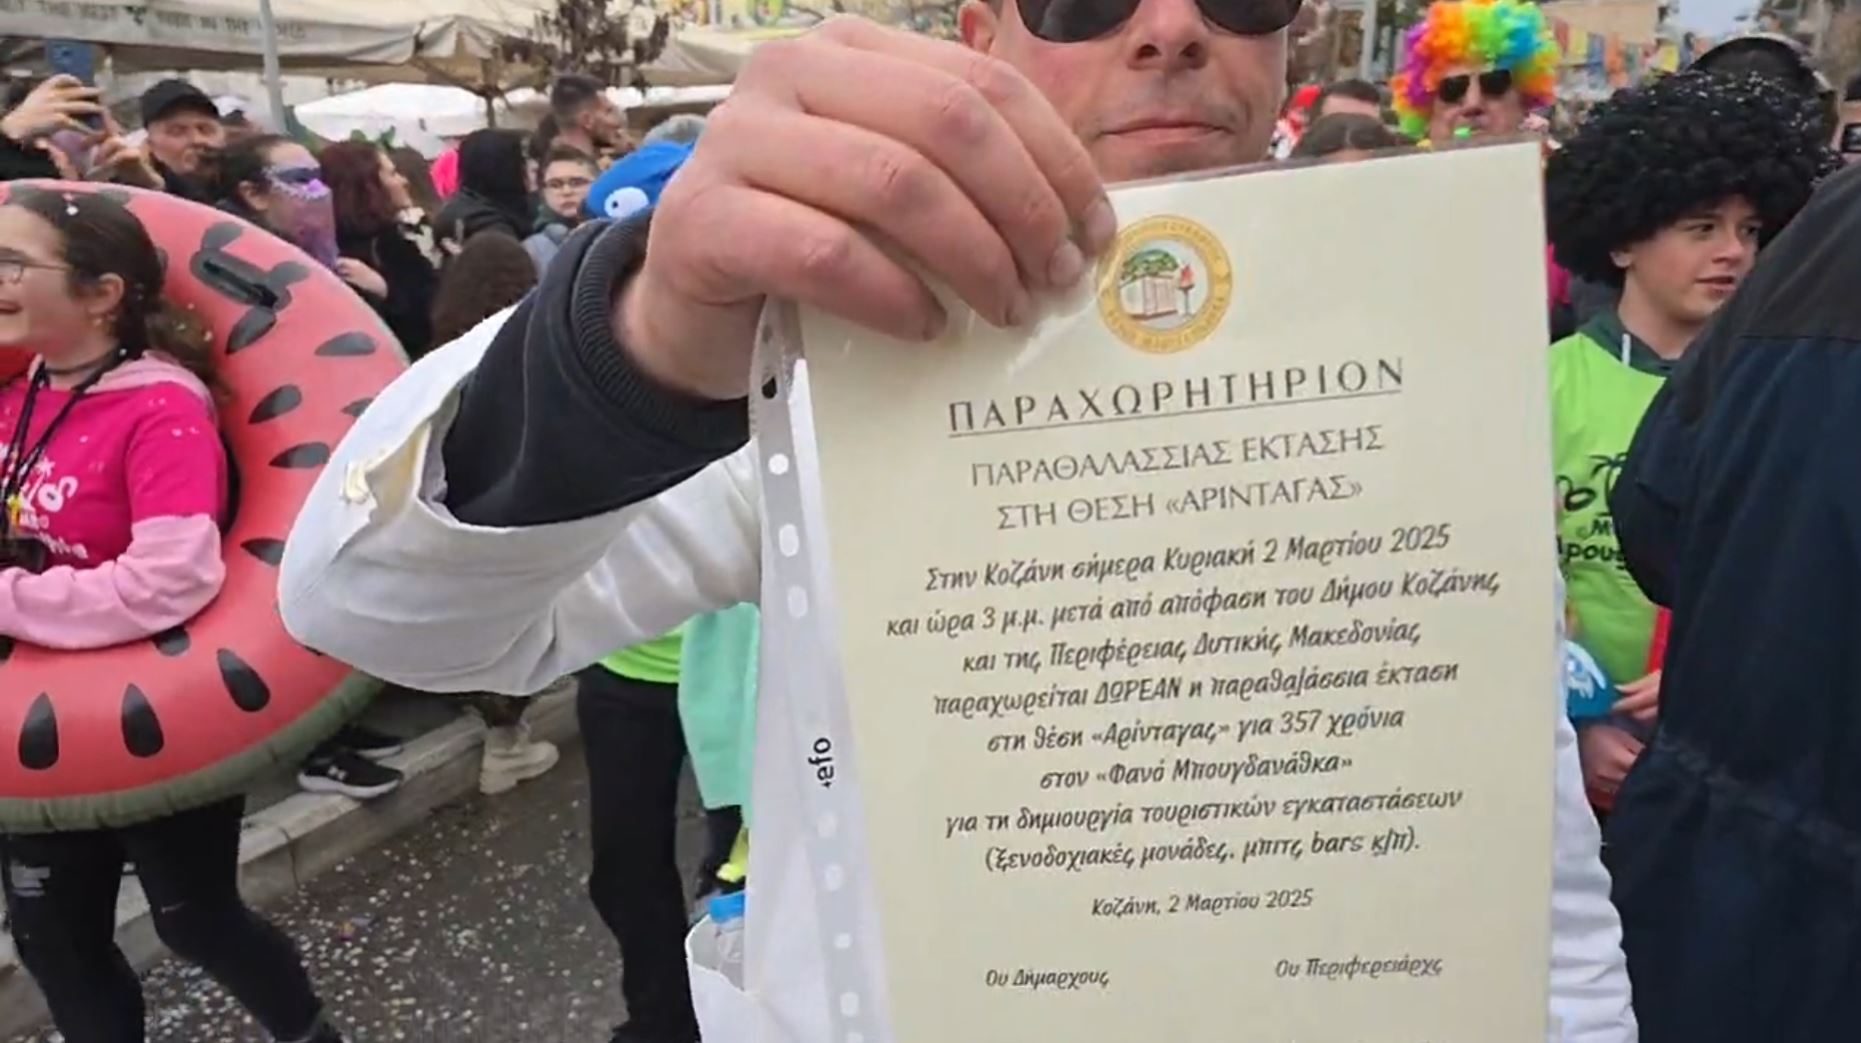 ΠΑΡΑΧΩΡΗΤΗΡΙΟΝ
ΠΑΡΑΘΑΛΑΣΣΙΑΣ ΕΚΤΑΣΗΣ
ΣΤΗ ΘΕΣΗ «ΑΡΙΝΤΑΓΑΣ»
Στην Κοζάνη σήμερα Κυριακή 2 Μαρτίου 2025
και ώρα 3 μ.μ. μετά από απόφαση του Δήμου Κοζάνης
και της Περιφέρειας Δυτικής Μακεδονίας
παραχωρείται ΔΩΡΕΑΝ η παραθαλάσσια έκταση
στη θέση «Αρίνταγας» για 357 χρόνια
στον «Φανό Μπουγδανάθκα»
για τη δημιουργία τουριστικών εγκαταστάσεων
(ξενοδοχιακές μονάδες. μπιτς bars κ/π).
Κοζάνη, 2 Μαρτίου 2025
Ου Δήμαρχους Ου Περιφερειάρχς
efo